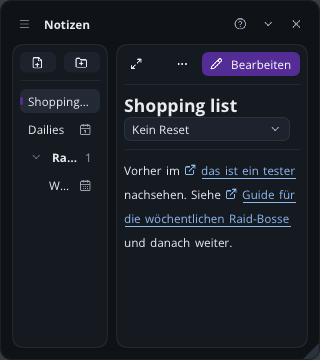 Notizen
Shopping...
Dailies
Ra... 1
W...
Bearbeiten
Shopping list
Kein Reset
Vorher im das ist ein tester
nachsehen. Siehe Guide für
die wöchentlichen Raid-Bosse
und danach weiter.